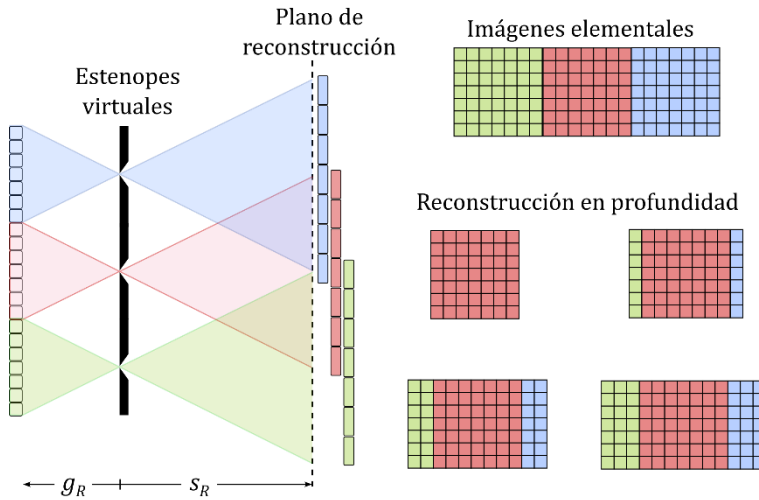 Plano de
reconstrucción
Estenopes
virtuales
Imágenes elementales
Reconstrucción en profundidad
g_R
s_R